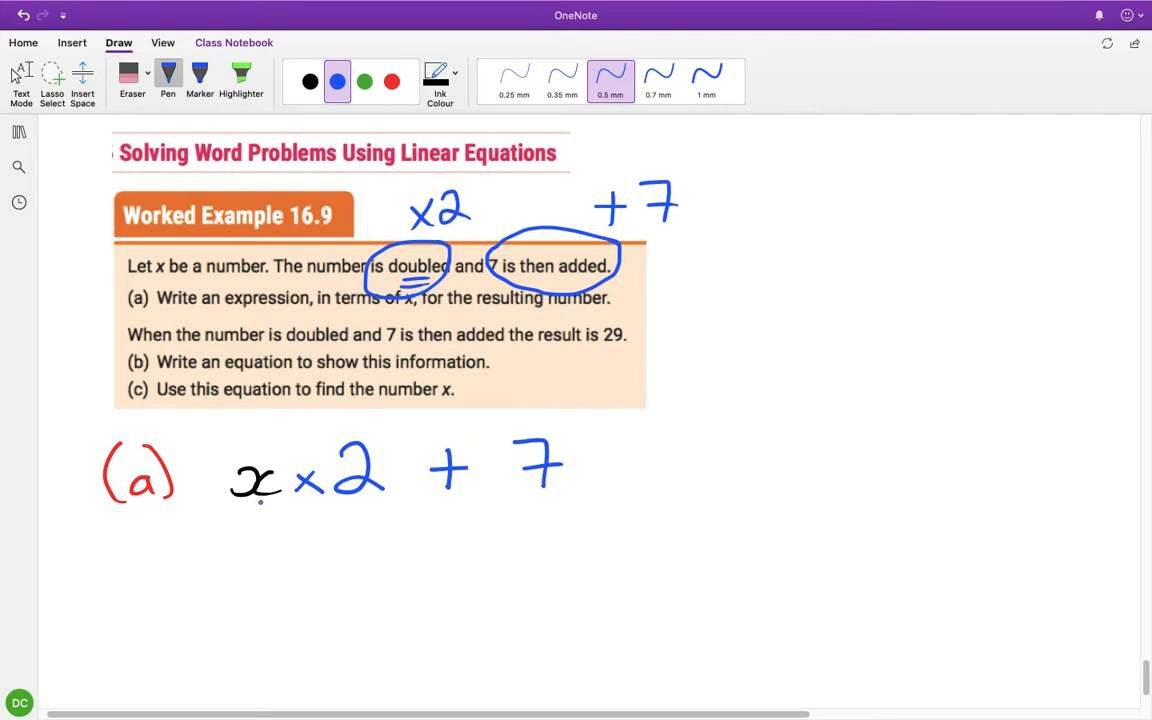 OneNote
Home Insert Draw View Class Notebook
Text Mode
Lasso Select
Insert Space
Eraser
Pen
Marker
Highlighter
Ink Colour
0.25 mm 0.35 mm 0.5 mm 0.7 mm 1 mm
Solving Word Problems Using Linear Equations
×2 + 7
Worked Example 16.9
Let x be a number. The number is doubled and 7 is then added.
(a) Write an expression, in terms of x, for the resulting number.
When the number is doubled and 7 is then added the result is 29.
(b) Write an equation to show this information.
(c) Use this equation to find the number x.
(a) x × 2 + 7
DC